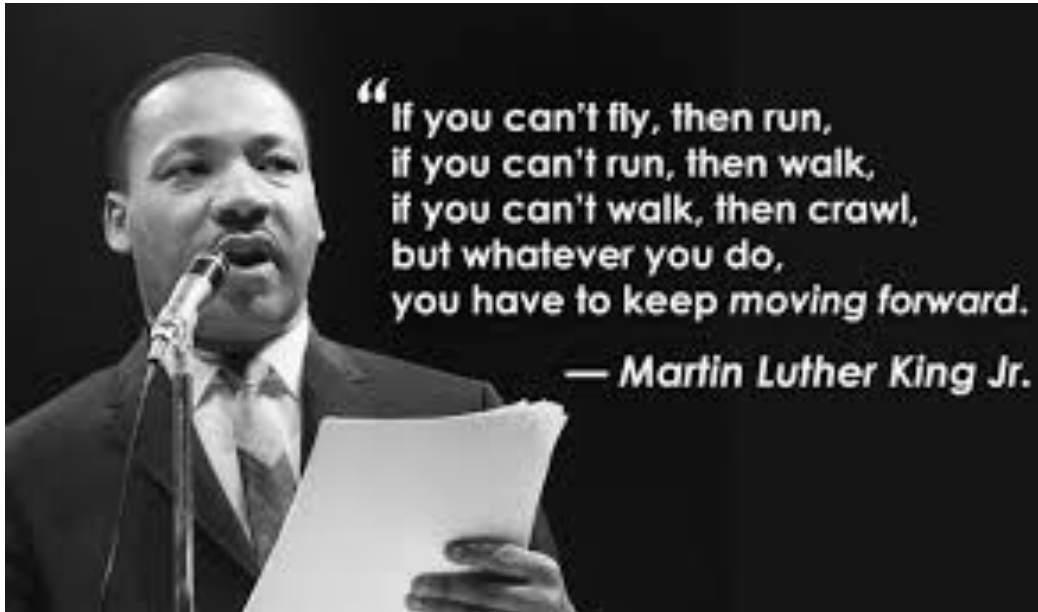 “If you can't fly, then run,
if you can't run, then walk,
if you can't walk, then crawl,
but whatever you do,
you have to keep moving forward.
— Martin Luther King Jr.